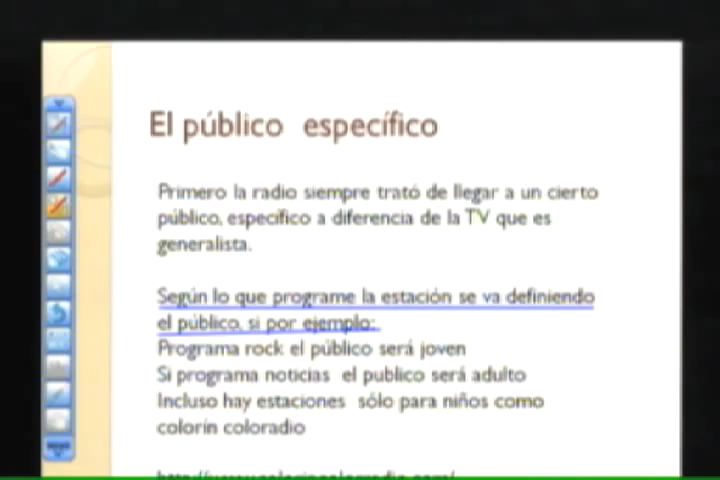 El público específico
Primero la radio siempre trató de llegar a un cierto
público, específico a diferencia de la TV que es
generalista.
Según lo que programe la estación se va definiendo
el público, si por ejemplo:
Programa rock el público será joven
Si programa noticias el publico será adulto
Incluso hay estaciones sólo para niños como
colorín coloradio